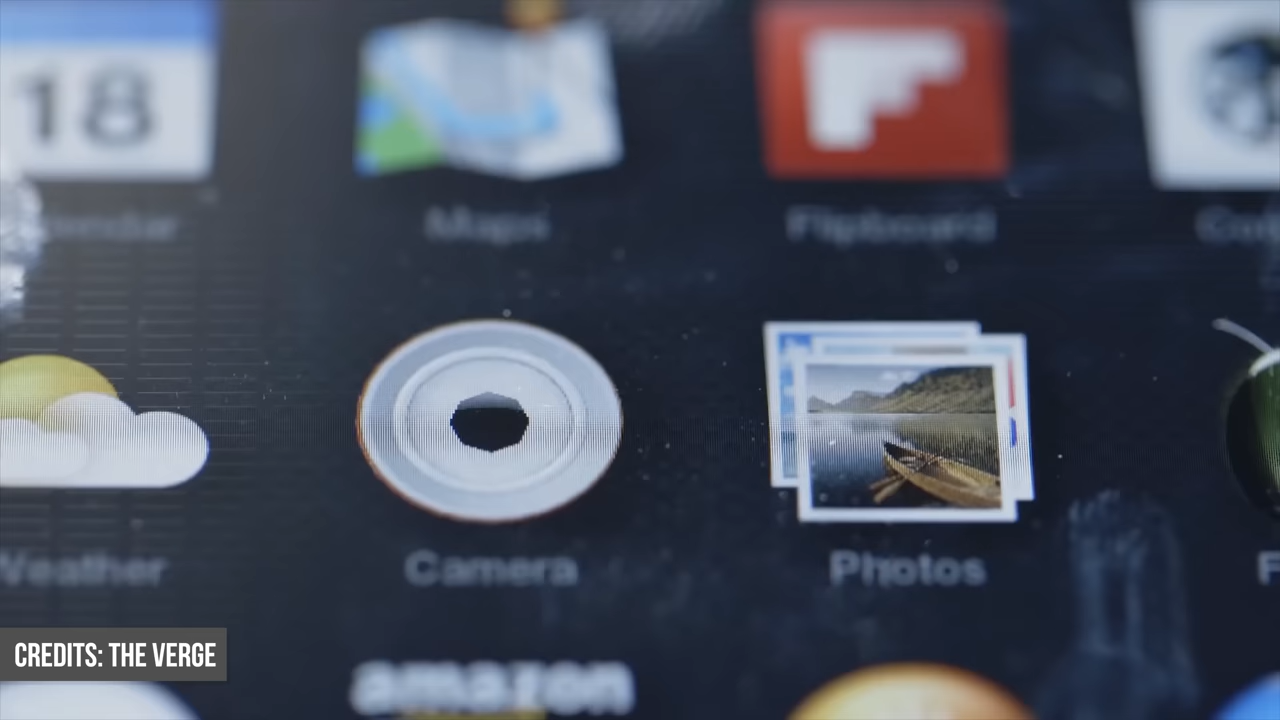 18
Maps
Flipboard
Weather
Camera
Photos
CREDITS: THE VERGE
amazon